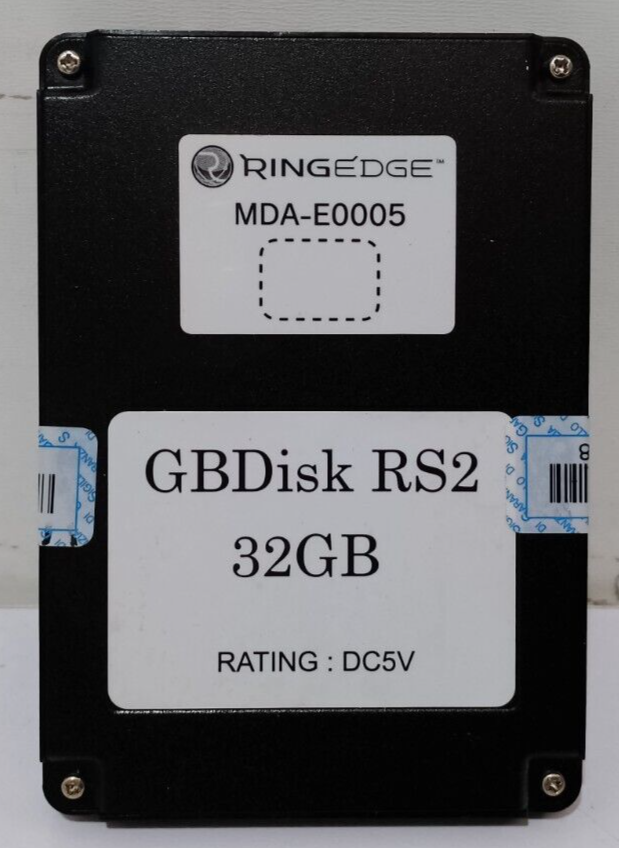 RINGEDGE™
MDA-E0005
GBDisk RS2
32GB
RATING : DC5V